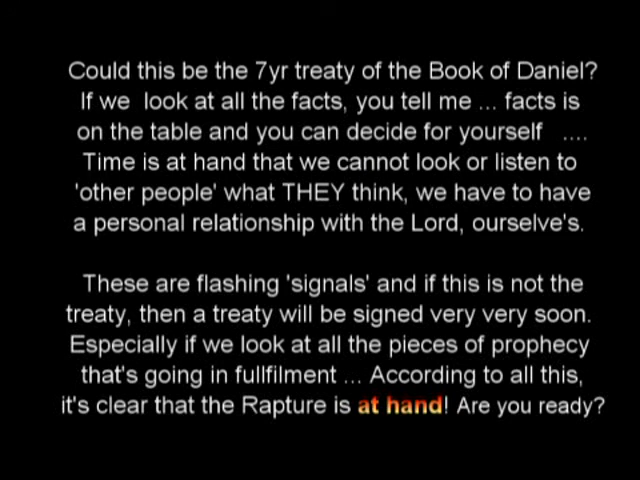 Could this be the 7yr treaty of the Book of Daniel?
If we look at all the facts, you tell me ... facts is
on the table and you can decide for yourself ....
Time is at hand that we cannot look or listen to
'other people' what THEY think, we have to have
a personal relationship with the Lord, ourselve's.
These are flashing 'signals' and if this is not the
treaty, then a treaty will be signed very very soon.
Especially if we look at all the pieces of prophecy
that's going in fullfilment ... According to all this,
it's clear that the Rapture is at hand! Are you ready?